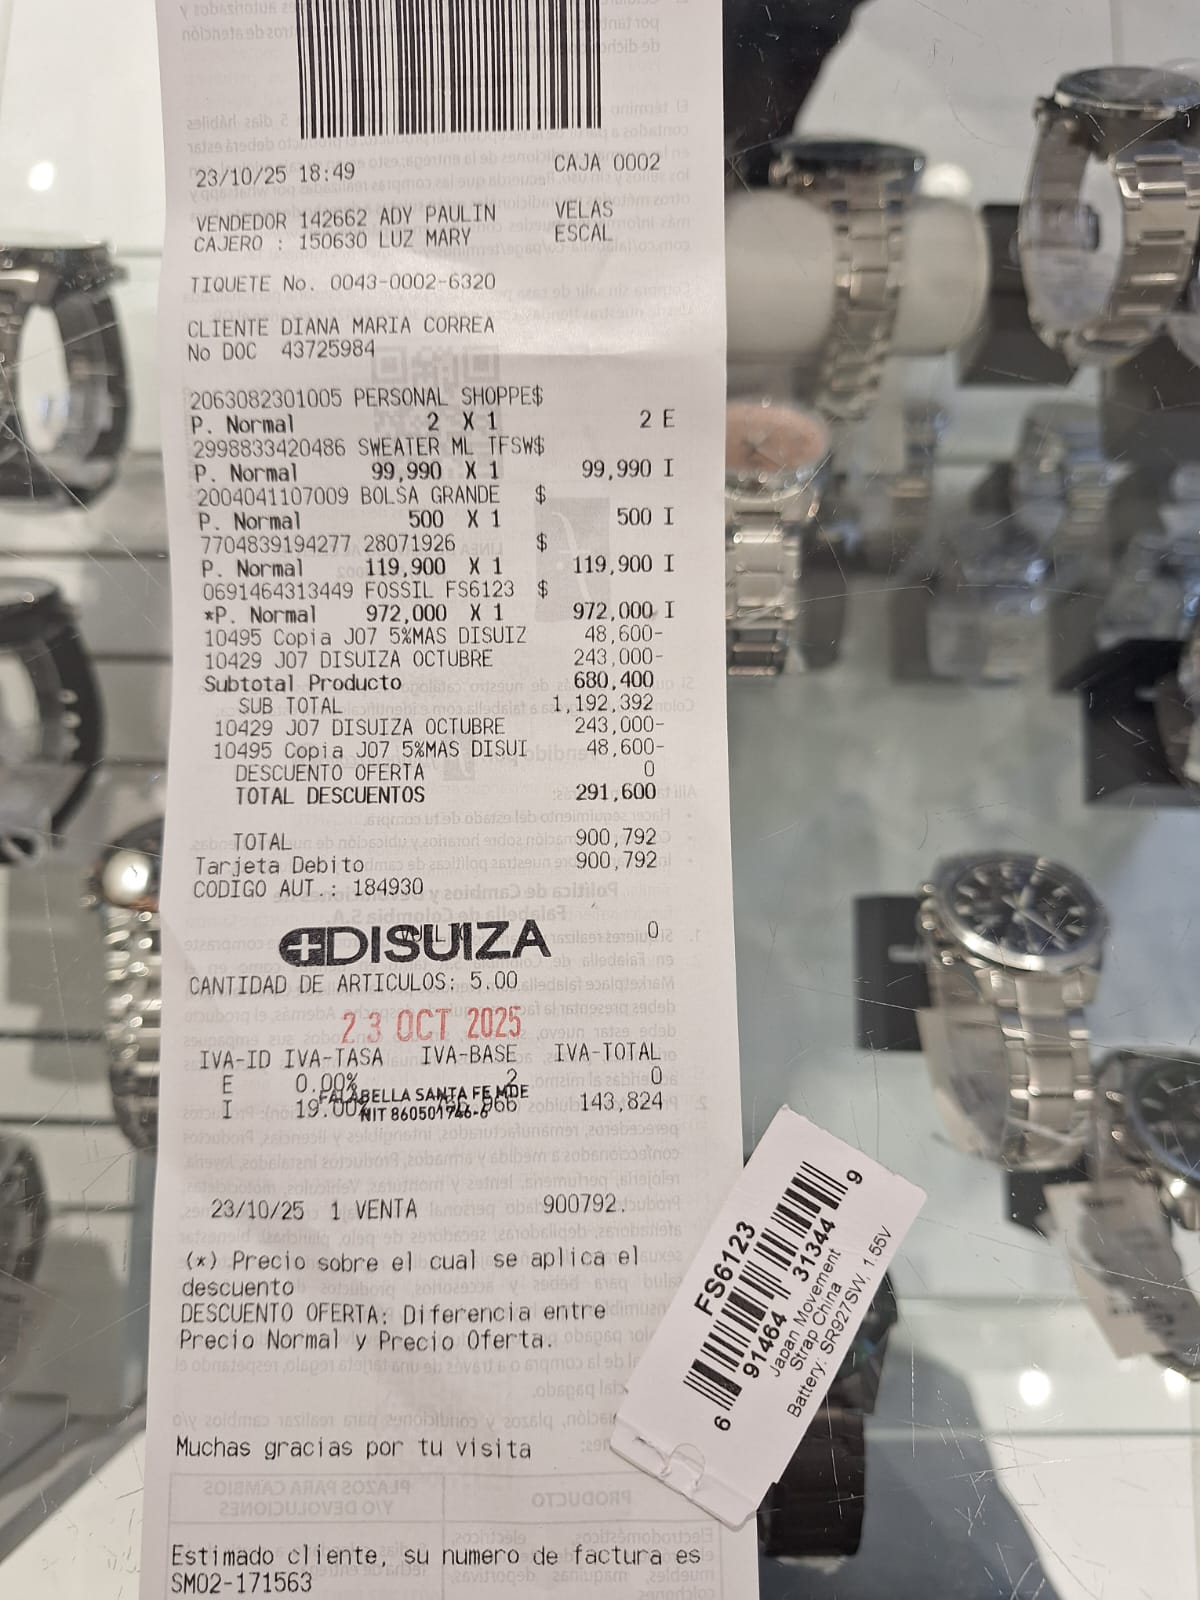 23/10/25 18:49 CAJA 0002
VENDEDOR 142662 ADY PAULIN VELAS
CAJERO : 150630 LUZ MARY ESCAL
TIQUETE No. 0043-0002-6320
CLIENTE DIANA MARIA CORREA
No DOC 43725984
2063082301005 PERSONAL SHOPPE$
P. Normal 2 X 1 2 E
2998833420486 SWEATER ML TFSW$
P. Normal 99,990 X 1 99,990 I
2004041107009 BOLSA GRANDE $
P. Normal 500 X 1 500 I
7704839194277 28071926 $
P. Normal 119,900 X 1 119,900 I
0691464313449 FOSSIL FS6123 $
*P. Normal 972,000 X 1 972,000 I
10495 Copia J07 5%MAS DISUIZ 48,600-
10429 J07 DISUIZA OCTUBRE 243,000-
Subtotal Producto 680,400
SUB TOTAL 1,192,392
10429 J07 DISUIZA OCTUBRE 243,000-
10495 Copia J07 5%MAS DISUI 48,600-
DESCUENTO OFERTA 0
TOTAL DESCUENTOS 291,600
TOTAL 900,792
Tarjeta Debito 900,792
CODIGO AUT.: 184930
DISUIZA 0
CANTIDAD DE ARTICULOS: 5.00
23 OCT 2025
IVA-ID IVA-TASA IVA-BASE IVA-TOTAL
E 0.00% 2 0
FALABELLA SANTA FE MDE
I 19.00 143,824
NIT 860501746-6
23/10/25 1 VENTA 900792.
(*) Precio sobre el cual se aplica el
descuento
DESCUENTO OFERTA: Diferencia entre
Precio Normal y Precio Oferta.
Muchas gracias por tu visita
Estimado cliente, su numero de factura es
SM02-171563
FS6123
6 91464 31344 9
Japan Movement
Strap China
Battery: SR927SW, 1.55V